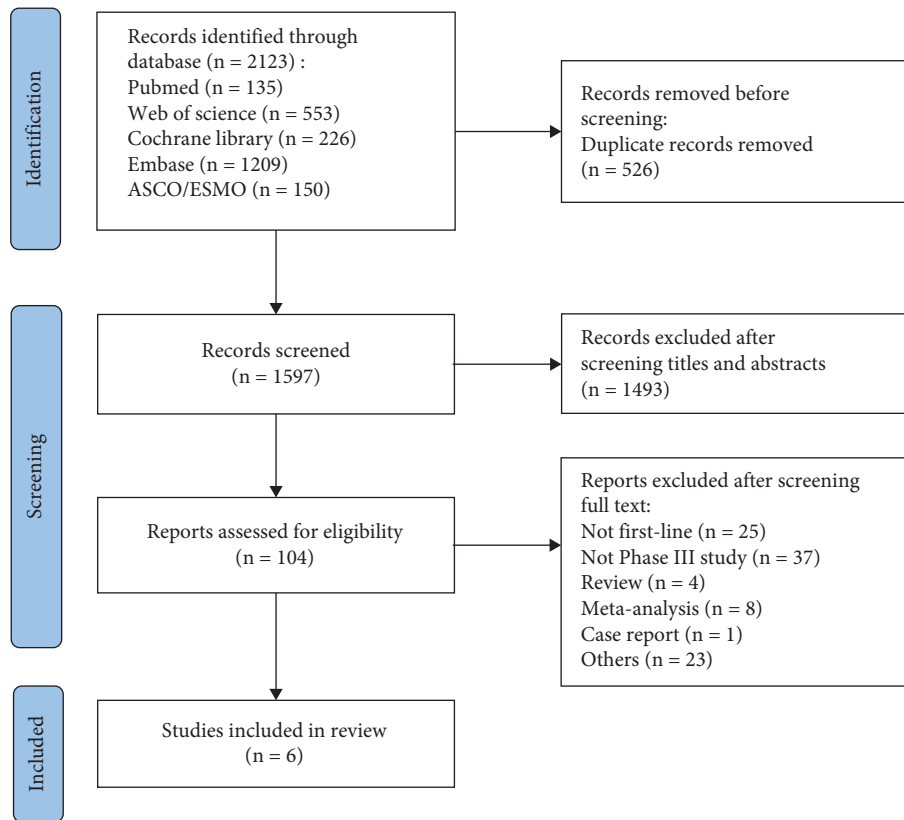 Identification
Records identified through
database (n = 2123) :
Pubmed (n = 135)
Web of science (n = 553)
Cochrane library (n = 226)
Embase (n = 1209)
ASCO/ESMO (n = 150)
Records removed before
screening:
Duplicate records removed
(n = 526)
Screening
Records screened
(n = 1597)
Records excluded after
screening titles and abstracts
(n = 1493)
Reports assessed for eligibility
(n = 104)
Reports excluded after screening
full text:
Not first-line (n = 25)
Not Phase III study (n = 37)
Review (n = 4)
Meta-analysis (n = 8)
Case report (n = 1)
Others (n = 23)
Included
Studies included in review
(n = 6)